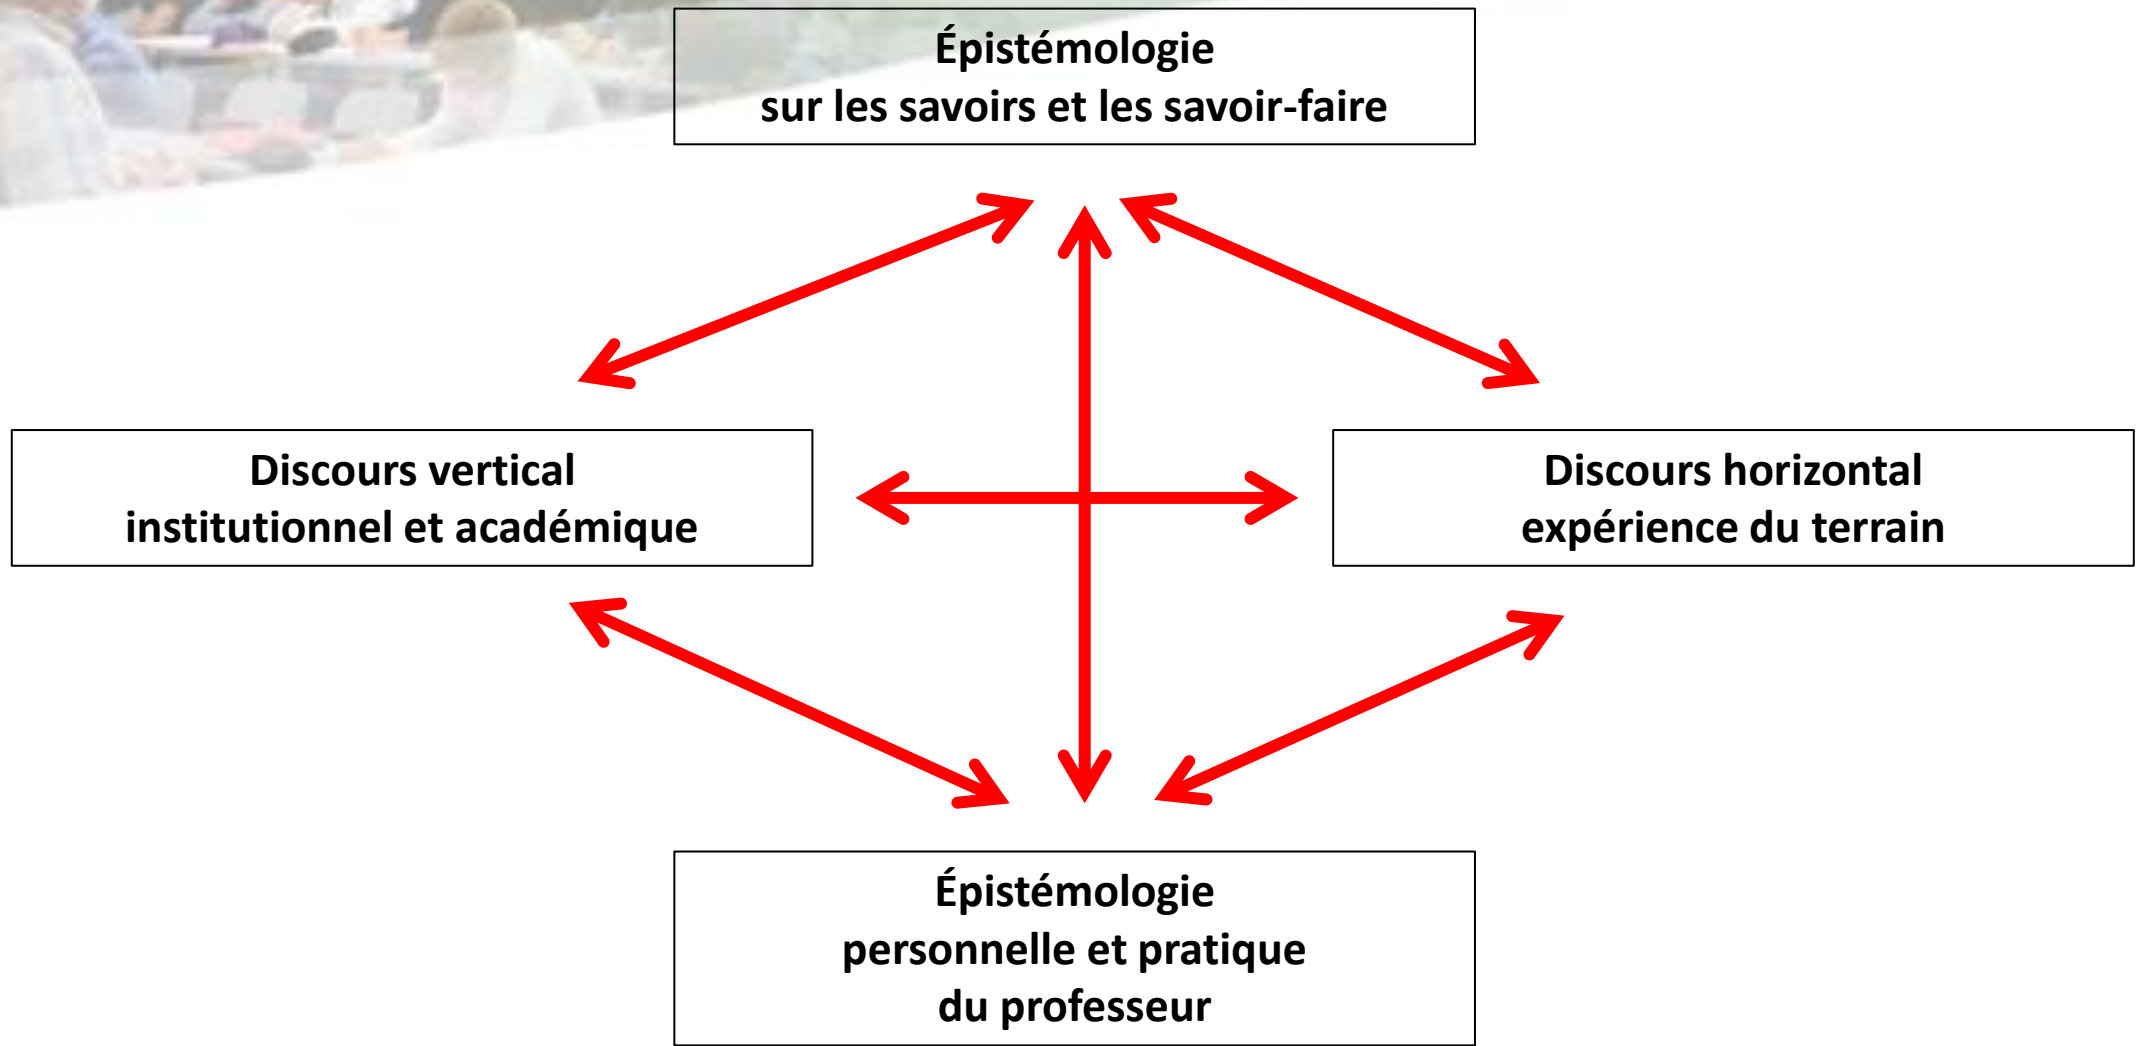 Épistémologie
sur les savoirs et les savoir-faire
Discours vertical
institutionnel et académique
Discours horizontal
expérience du terrain
Épistémologie
personnelle et pratique
du professeur